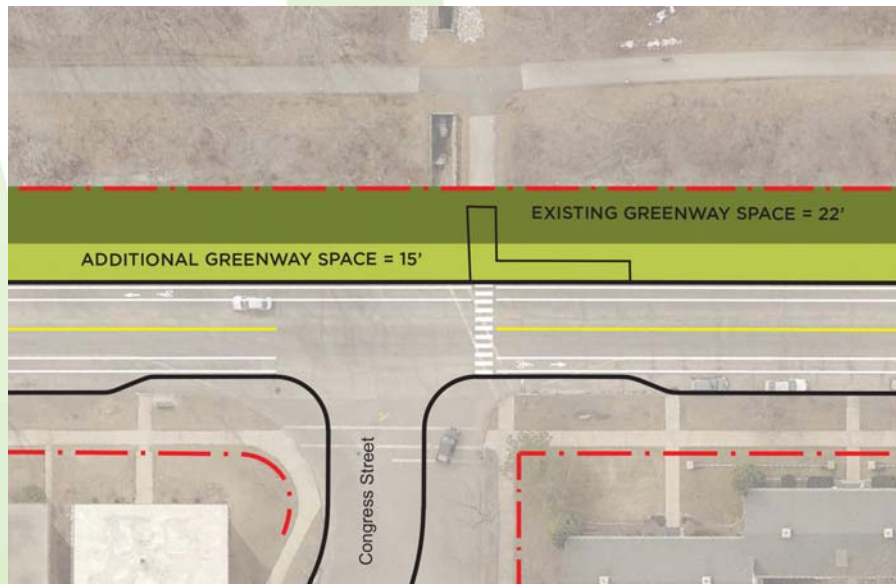 EXISTING GREENWAY SPACE = 22'
ADDITIONAL GREENWAY SPACE = 15'
Congress Street